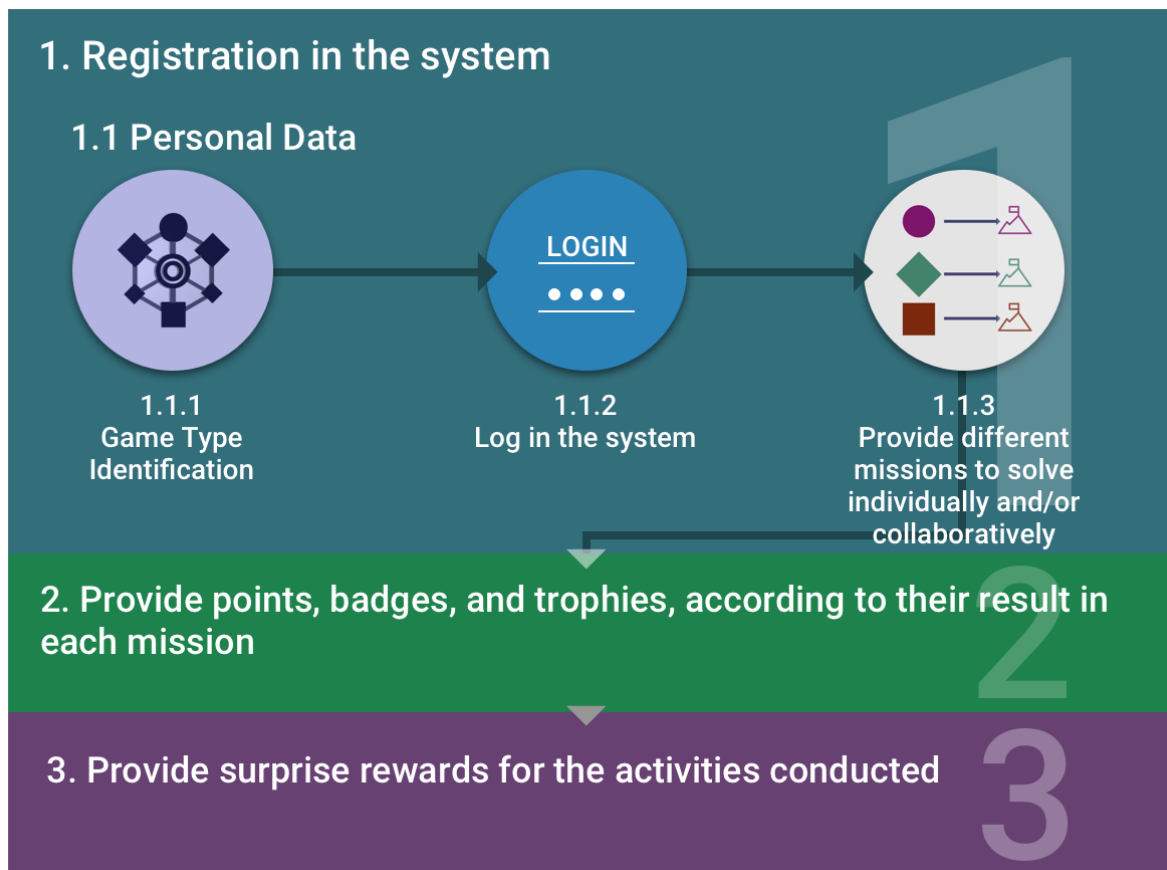 1. Registration in the system
1.1 Personal Data
LOGIN
1.1.1
Game Type
Identification
1.1.2
Log in the system
1.1.3
Provide different
missions to solve
individually and/or
collaboratively
1
2. Provide points, badges, and trophies, according to their result in
each mission
2
3. Provide surprise rewards for the activities conducted
3